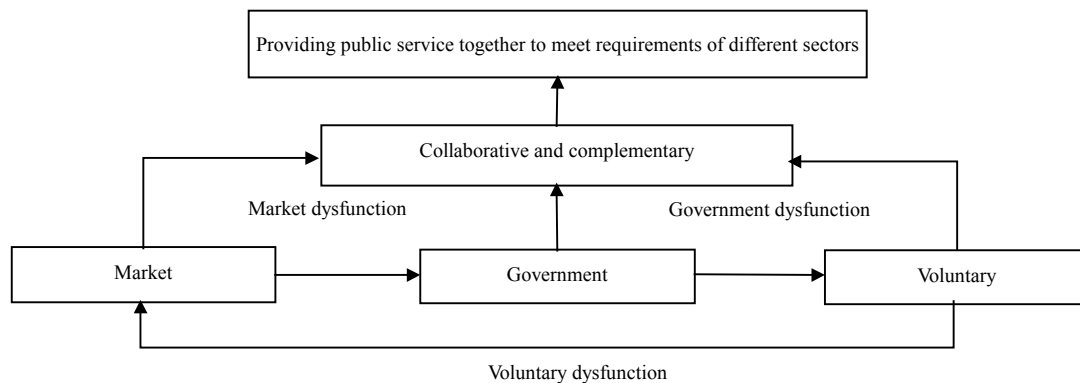 Providing public service together to meet requirements of different sectors
Collaborative and complementary
Market dysfunction
Government dysfunction
Market
Government
Voluntary
Voluntary dysfunction